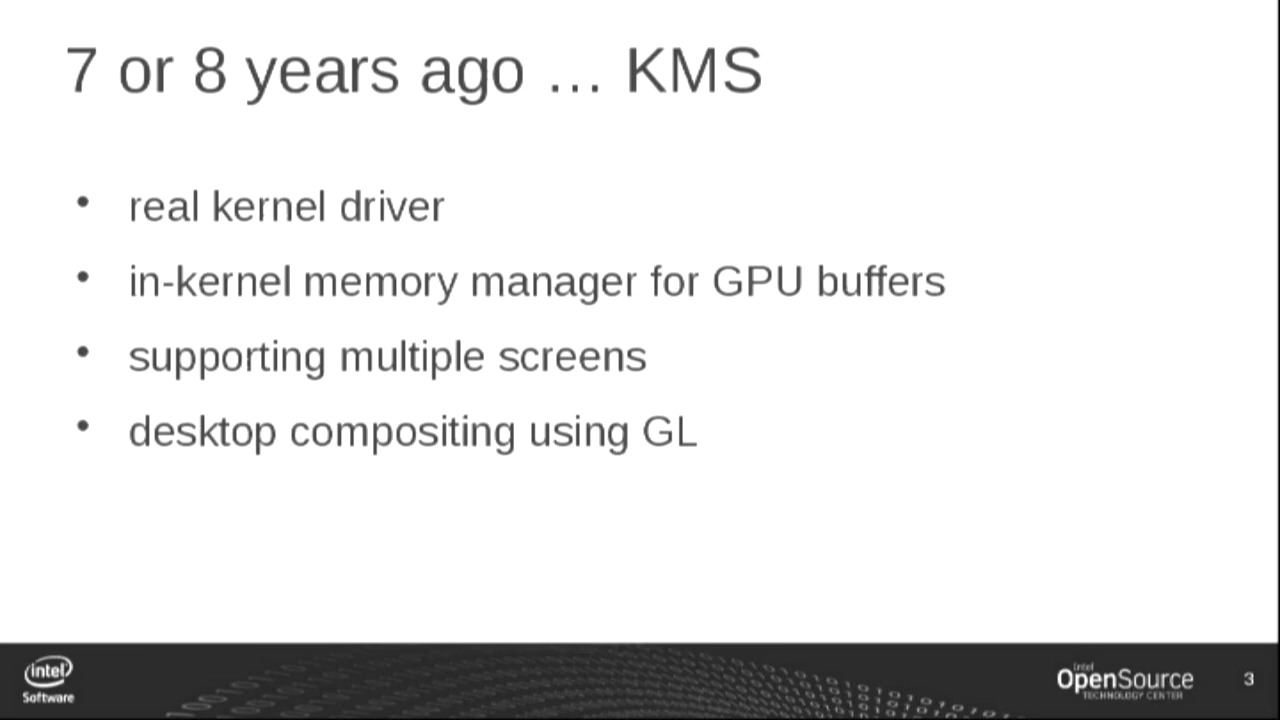 7 or 8 years ago … KMS
• real kernel driver
• in-kernel memory manager for GPU buffers
• supporting multiple screens
• desktop compositing using GL
intel
Software
intel
OpenSource
TECHNOLOGY CENTER
3